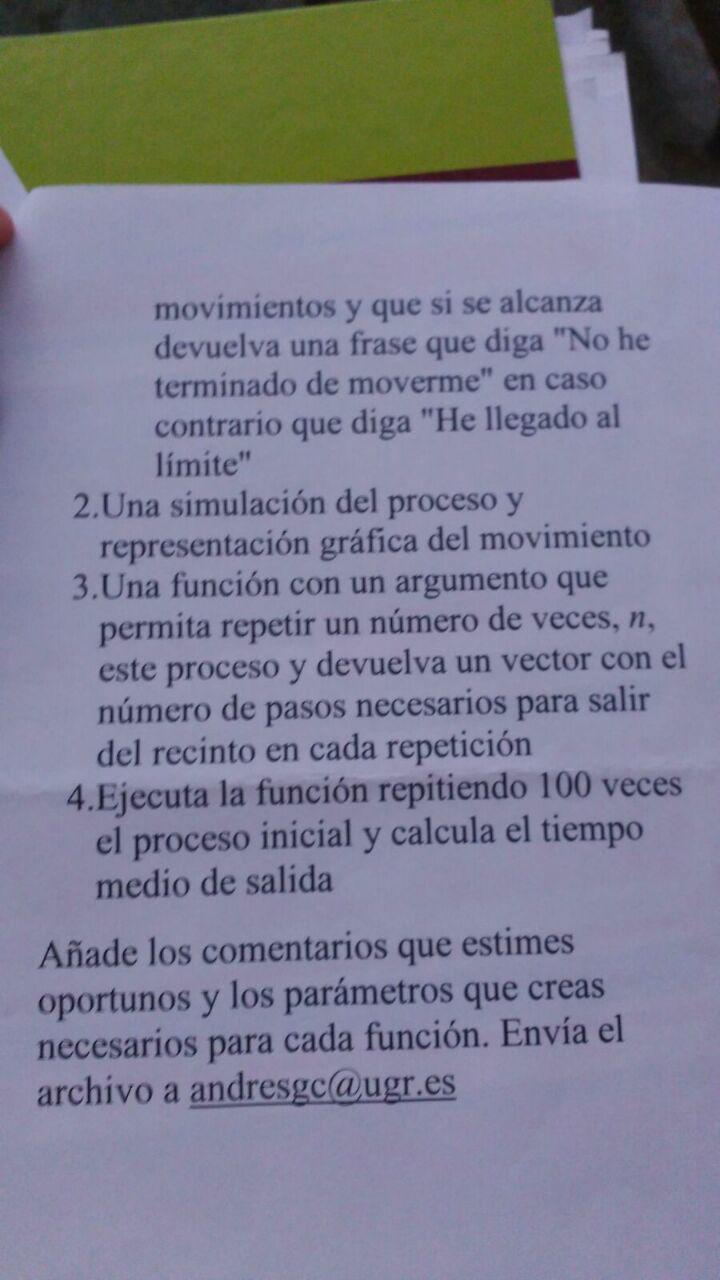 movimientos y que si se alcanza
devuelva una frase que diga "No he
terminado de moverme" en caso
contrario que diga "He llegado al
límite"
2.Una simulación del proceso y
representación gráfica del movimiento
3.Una función con un argumento que
permita repetir un número de veces, n,
este proceso y devuelva un vector con el
número de pasos necesarios para salir
del recinto en cada repetición
4.Ejecuta la función repitiendo 100 veces
el proceso inicial y calcula el tiempo
medio de salida
Añade los comentarios que estimes
oportunos y los parámetros que creas
necesarios para cada función. Envía el
archivo a andresgc@ugr.es